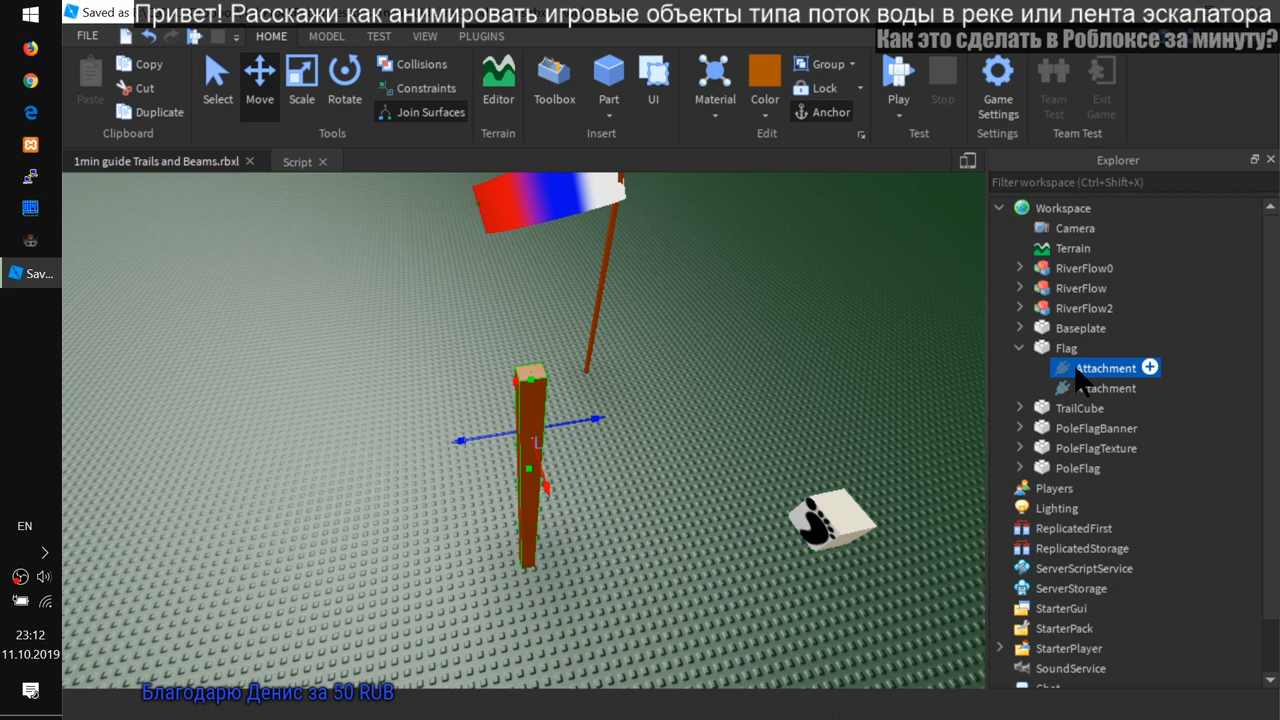 Привет! Расскажи как анимировать игровые объекты типа поток воды в реке или лента эскалатора
Как это сделать в Роблоксе за минуту?
Saved as
FILE
HOME
MODEL
TEST
VIEW
PLUGINS
Paste
Copy
Cut
Duplicate
Clipboard
Select
Move
Scale
Rotate
Collisions
Constraints
Join Surfaces
Tools
Editor
Terrain
Toolbox
Part
UI
Insert
Material
Color
Group
Lock
Anchor
Edit
Play
Stop
Test
Game
Settings
Settings
Team
Test
Exit
Game
Team Test
1min guide Trails and Beams.rbxl
Script
Explorer
Filter workspace (Ctrl+Shift+X)
Workspace
Camera
Terrain
RiverFlow0
RiverFlow
RiverFlow2
Baseplate
Flag
Attachment
Attachment
TrailCube
PoleFlagBanner
PoleFlagTexture
PoleFlag
Players
Lighting
ReplicatedFirst
ReplicatedStorage
ServerScriptService
ServerStorage
StarterGui
StarterPack
StarterPlayer
SoundService
Sav...
L
EN
23:12
11.10.2019
Благодарю Денис за 50 RUB